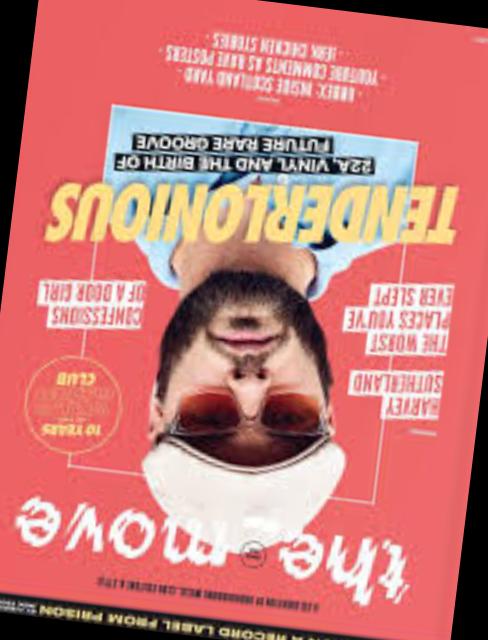 A RECORD LABEL FROM PRISON
the move
HARVEY
SUTHERLAND
THE WORST
PLACES YOU'VE
EVER SLEPT
10 YEARS
CLUB
CONFESSIONS
OF A DOOR GIRL
TENDERLONIOUS
22A, VINYL AND THE BIRTH OF
FUTURE RARE GROOVE
URBEX: INSIDE SCOTLAND YARD
YOUTUBE COMMENTS AS RAVE POSTERS
JERK CHICKEN STORIES